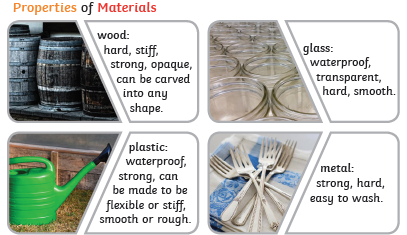 Properties of Materials
wood:
hard, stiff,
strong, opaque,
can be carved
into any
shape.
glass:
waterproof,
transparent,
hard, smooth.
plastic:
waterproof,
strong, can
be made to be
flexible or stiff,
smooth or rough.
metal:
strong, hard,
easy to wash.